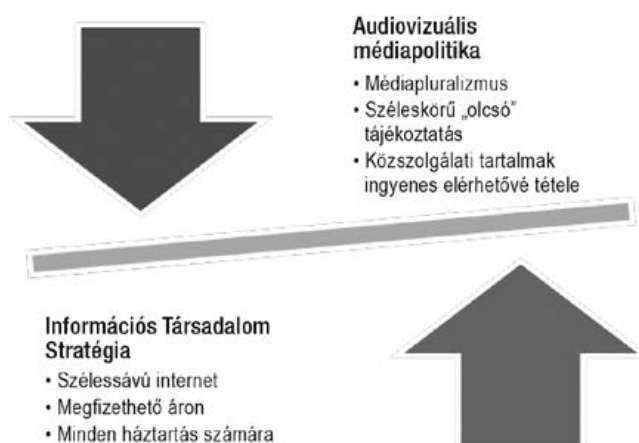 Audiovizuális
médiapolitika
• Médiapluralizmus
• Széleskörű „olcsó”
tájékoztatás
• Közszolgálati tartalmak
ingyenes elérhetővé tétele
Információs Társadalom
Stratégia
• Szélessávú internet
• Megfizethető áron
• Minden háztartás számára